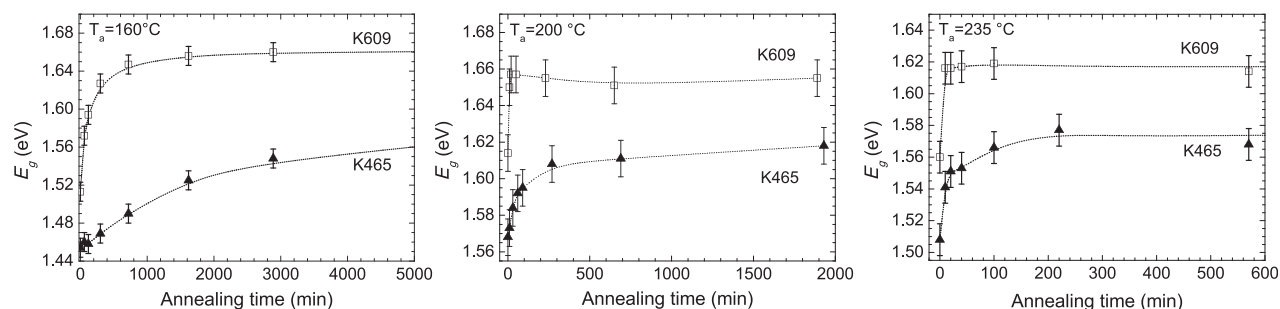 T_a=160°C
K609
K465
1.68
1.64
1.60
1.56
1.52
1.48
1.44
E_g (eV)
0 1000 2000 3000 4000 5000
Annealing time (min)
T_a=200 °C
K609
K465
1.68
1.66
1.64
1.62
1.60
1.58
1.56
E_g (eV)
0 500 1000 1500 2000
Annealing time (min)
T_a=235 °C
K609
K465
1.62
1.60
1.58
1.56
1.54
1.52
1.50
E_g (eV)
0 100 200 300 400 500 600
Annealing time (min)